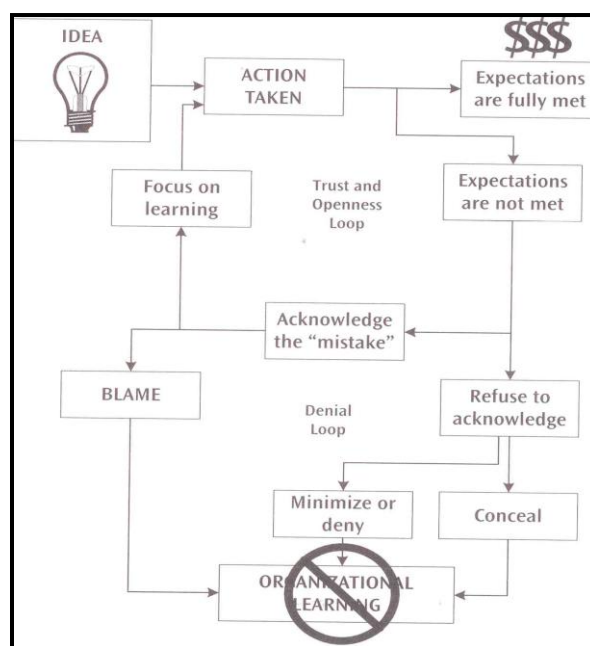 IDEA
$$$
ACTION
TAKEN
Expectations
are fully met
Focus on
learning
Trust and
Openness
Loop
Expectations
are not met
Acknowledge
the “mistake”
BLAME
Refuse to
acknowledge
Denial
Loop
Minimize or
deny
Conceal
ORGANIZATIONAL
LEARNING